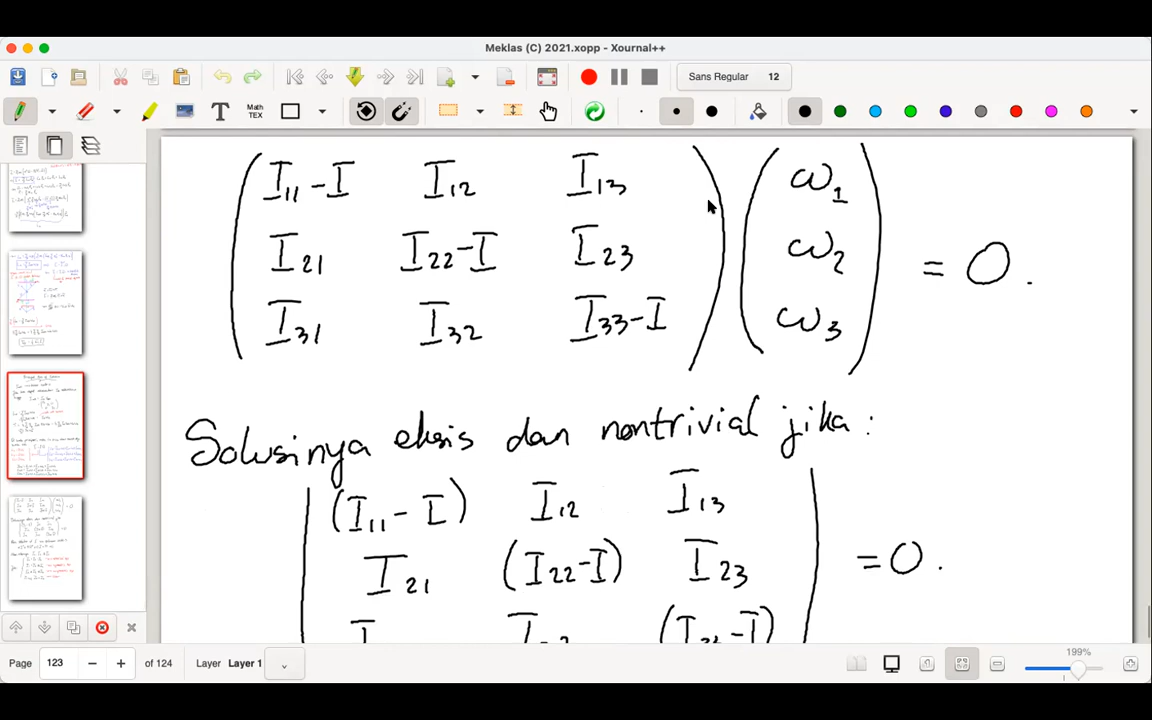 Meklas (C) 2021.xopp - Xournal++
Sans Regular 12
Math TEX
I₁₁-I I₁₂ I₁₃ ω₁
I₂₁ I₂₂-I I₂₃ ω₂ = 0.
I₃₁ I₃₂ I₃₃-I ω₃
Solusinya eksis dan nontrivial jika :
(I₁₁ - I) I₁₂ I₁₃
I₂₁ (I₂₂-I) I₂₃ = 0.
Page 123 of 124 Layer Layer 1 199%